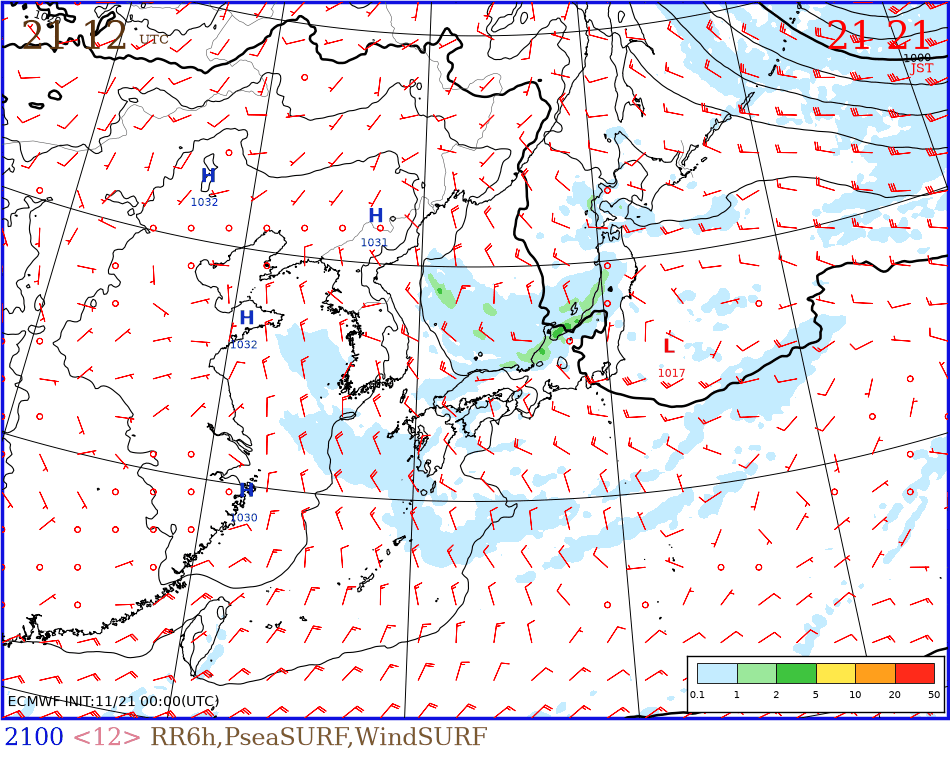 21 12 UTC
21 21
1000
JST
H
1032
H
1031
H
1032
L
1017
H
1030
0.1 1 2 5 10 20 50
ECMWF INIT:11/21 00:00(UTC)
2100 <12> RR6h,PseaSURF,WindSURF